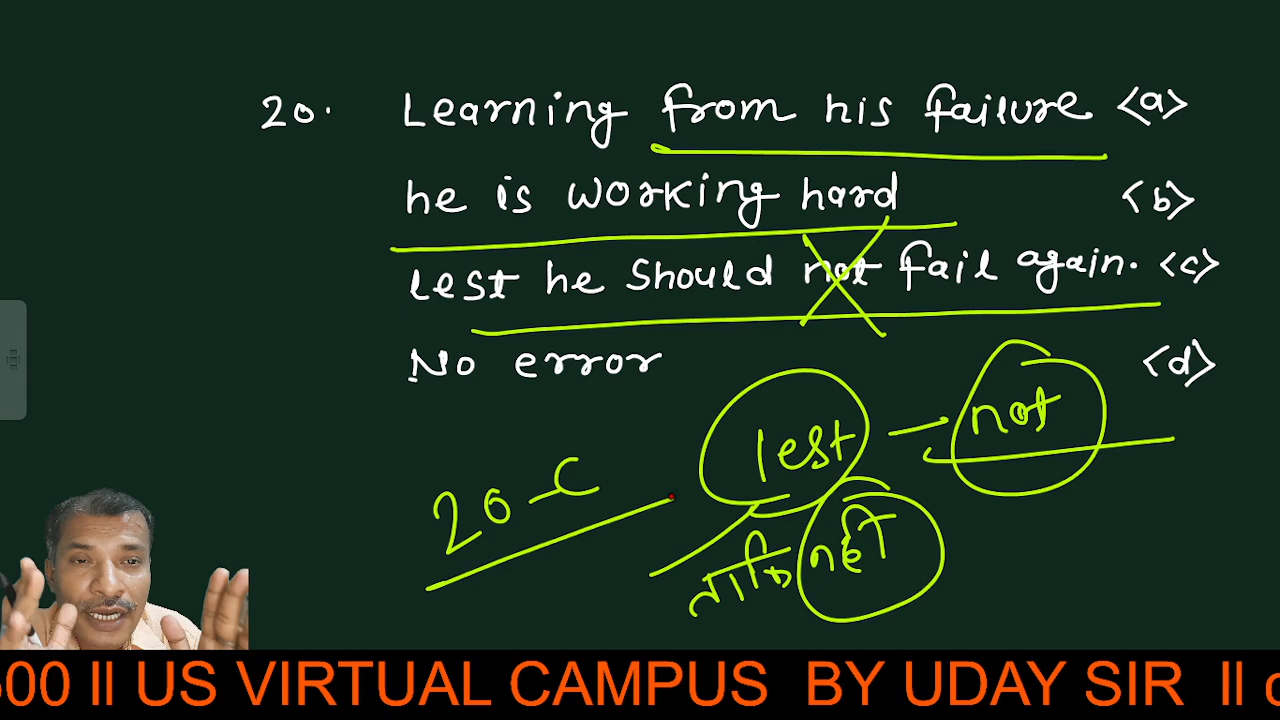 20. Learning from his failure <a>
he is working hard <b>
lest he should not fail again. <c>
No error <d>
lest - not
20-C
ताकि नहीं
500 II US VIRTUAL CAMPUS BY UDAY SIR II